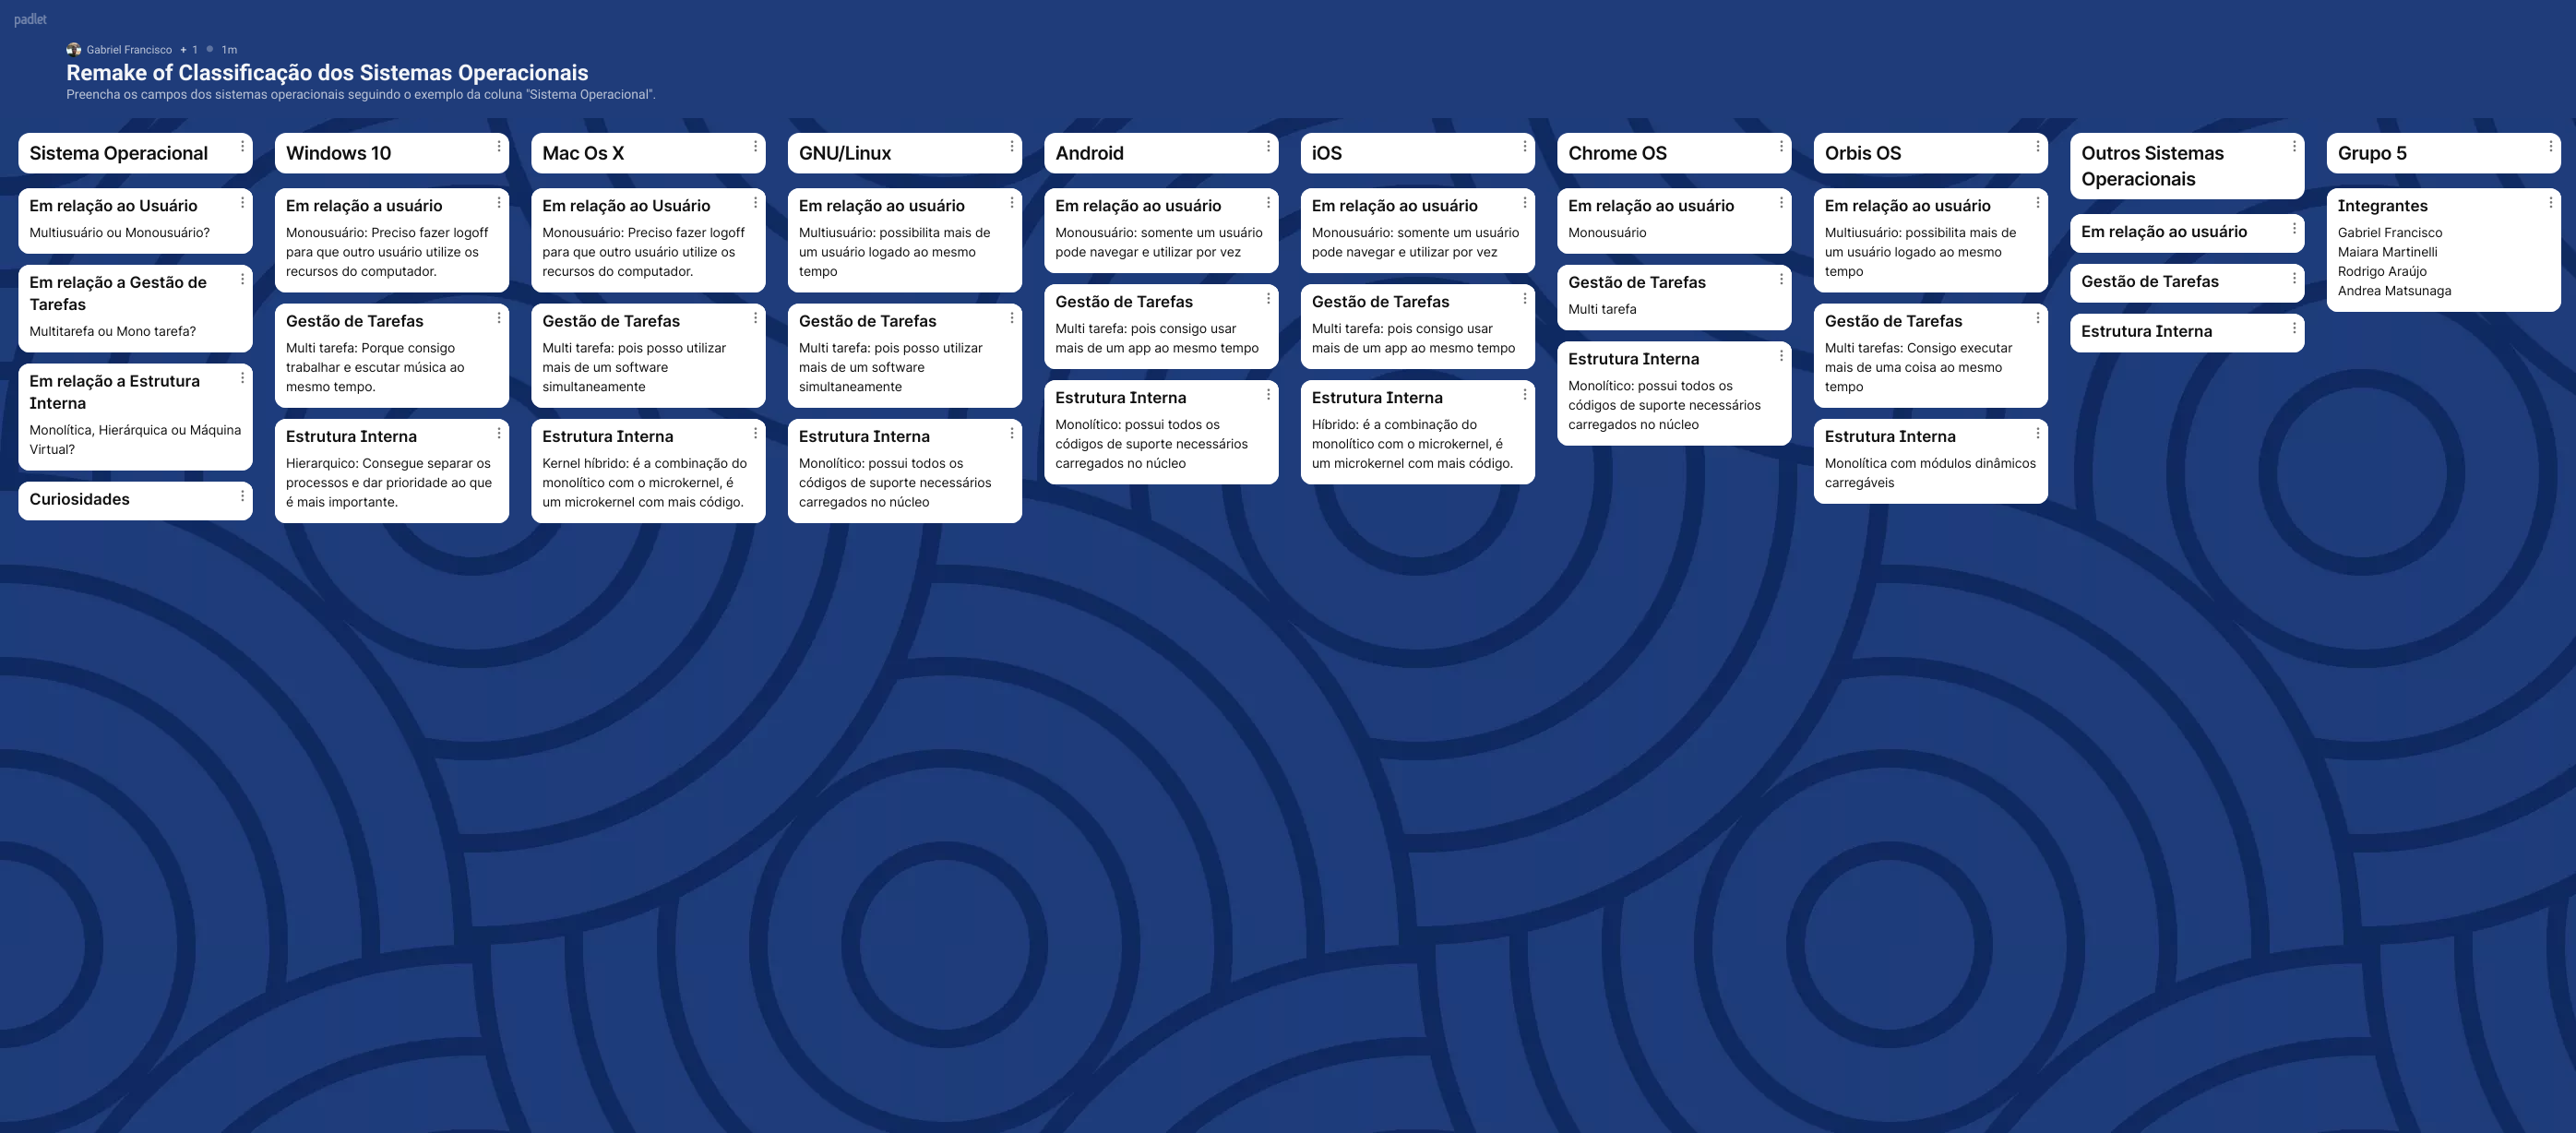 padlet
Gabriel Francisco + 1 1m
Remake of Classificação dos Sistemas Operacionais
Preencha os campos dos sistemas operacionais seguindo o exemplo da coluna "Sistema Operacional".
Sistema Operacional
Em relação ao Usuário
Multiusuário ou Monousuário?
Em relação a Gestão de
Tarefas
Multitarefa ou Mono tarefa?
Em relação a Estrutura
Interna
Monolítica, Hierárquica ou Máquina
Virtual?
Curiosidades
Windows 10
Em relação a usuário
Monousuário: Preciso fazer logoff
para que outro usuário utilize os
recursos do computador.
Gestão de Tarefas
Multi tarefa: Porque consigo
trabalhar e escutar música ao
mesmo tempo.
Estrutura Interna
Hierarquico: Consegue separar os
processos e dar prioridade ao que
é mais importante.
Mac Os X
Em relação ao Usuário
Monousuário: Preciso fazer logoff
para que outro usuário utilize os
recursos do computador.
Gestão de Tarefas
Multi tarefa: pois posso utilizar
mais de um software
simultaneamente
Estrutura Interna
Kernel híbrido: é a combinação do
monolítico com o microkernel, é
um microkernel com mais código.
GNU/Linux
Em relação ao usuário
Multiusuário: possibilita mais de
um usuário logado ao mesmo
tempo
Gestão de Tarefas
Multi tarefa: pois posso utilizar
mais de um software
simultaneamente
Estrutura Interna
Monolítico: possui todos os
códigos de suporte necessários
carregados no núcleo
Android
Em relação ao usuário
Monousuário: somente um usuário
pode navegar e utilizar por vez
Gestão de Tarefas
Multi tarefa: pois consigo usar
mais de um app ao mesmo tempo
Estrutura Interna
Monolítico: possui todos os
códigos de suporte necessários
carregados no núcleo
iOS
Em relação ao usuário
Monousuário: somente um usuário
pode navegar e utilizar por vez
Gestão de Tarefas
Multi tarefa: pois consigo usar
mais de um app ao mesmo tempo
Estrutura Interna
Híbrido: é a combinação do
monolítico com o microkernel, é
um microkernel com mais código.
Chrome OS
Em relação ao usuário
Monousuário
Gestão de Tarefas
Multi tarefa
Estrutura Interna
Monolítico: possui todos os
códigos de suporte necessários
carregados no núcleo
Orbis OS
Em relação ao usuário
Multiusuário: possibilita mais de
um usuário logado ao mesmo
tempo
Gestão de Tarefas
Multi tarefas: Consigo executar
mais de uma coisa ao mesmo
tempo
Estrutura Interna
Monolítica com módulos dinâmicos
carregáveis
Outros Sistemas
Operacionais
Em relação ao usuário
Gestão de Tarefas
Estrutura Interna
Grupo 5
Integrantes
Gabriel Francisco
Maiara Martinelli
Rodrigo Araújo
Andrea Matsunaga